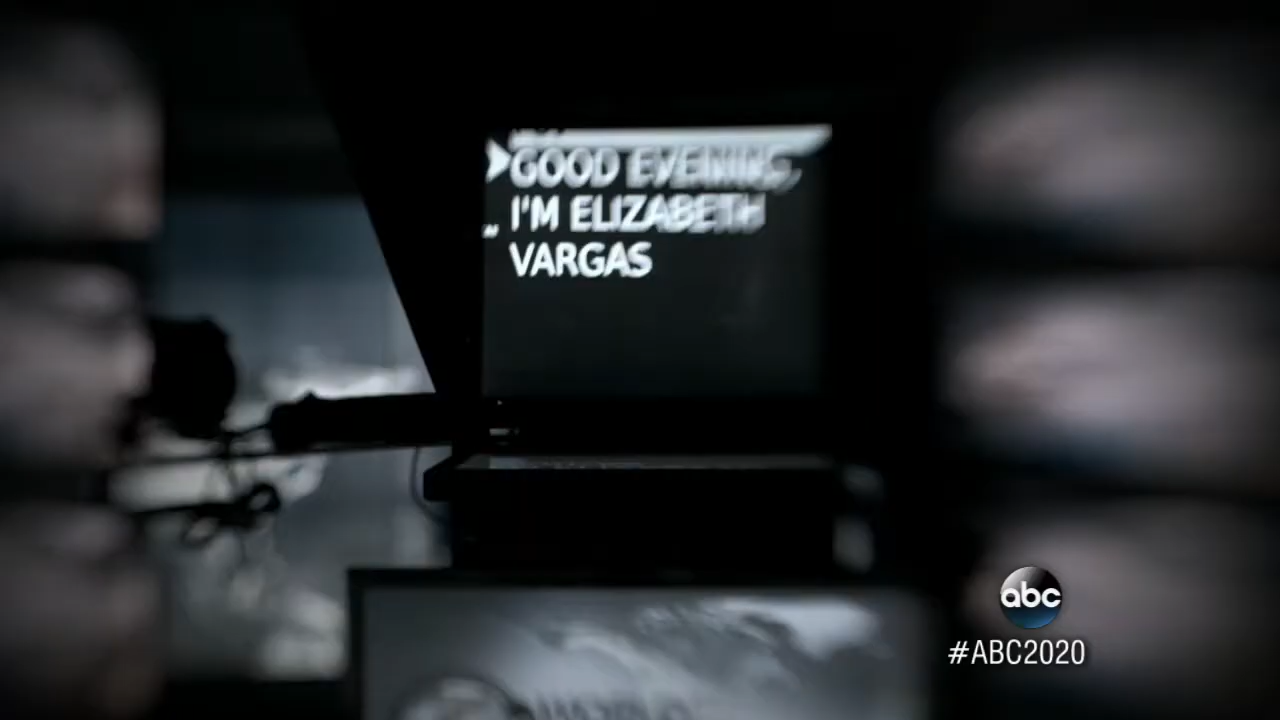 GOOD EVENING,
I'M ELIZABETH
VARGAS
abc
#ABC2020